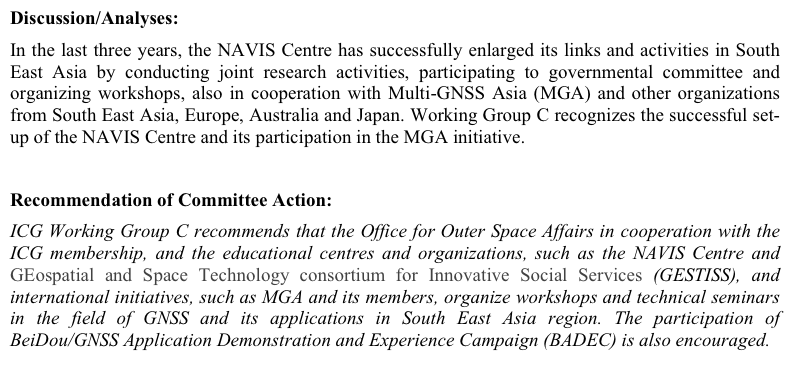 Discussion/Analyses:
In the last three years, the NAVIS Centre has successfully enlarged its links and activities in South
East Asia by conducting joint research activities, participating to governmental committee and
organizing workshops, also in cooperation with Multi-GNSS Asia (MGA) and other organizations
from South East Asia, Europe, Australia and Japan. Working Group C recognizes the successful set-
up of the NAVIS Centre and its participation in the MGA initiative.
Recommendation of Committee Action:
ICG Working Group C recommends that the Office for Outer Space Affairs in cooperation with the
ICG membership, and the educational centres and organizations, such as the NAVIS Centre and
GEospatial and Space Technology consortium for Innovative Social Services (GESTISS), and
international initiatives, such as MGA and its members, organize workshops and technical seminars
in the field of GNSS and its applications in South East Asia region. The participation of
BeiDou/GNSS Application Demonstration and Experience Campaign (BADEC) is also encouraged.